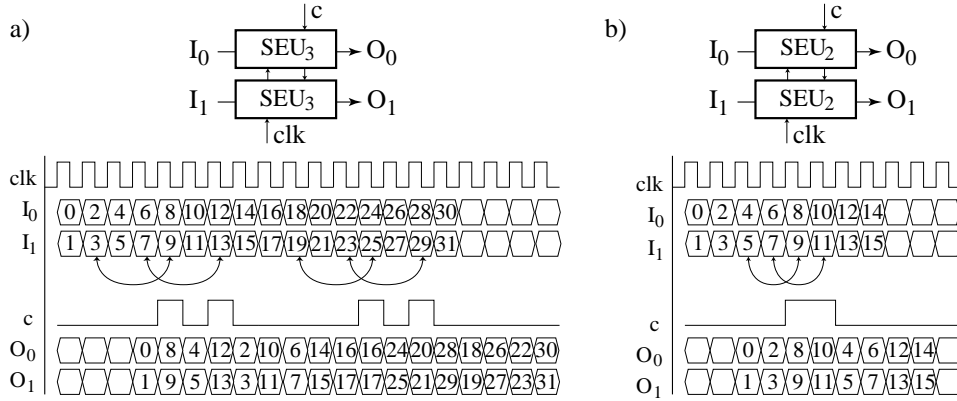 a)
c
I0 SEU3 O0
I1 SEU3 O1
clk
clk
I0 0 2 4 6 8 10 12 14 16 18 20 22 24 26 28 30
I1 1 3 5 7 9 11 13 15 17 19 21 23 25 27 29 31
c
O0 0 8 4 12 2 10 6 14 16 16 24 20 28 18 26 22 30
O1 1 9 5 13 3 11 7 15 17 17 25 21 29 19 27 23 31
b)
c
I0 SEU2 O0
I1 SEU2 O1
clk
clk
I0 0 2 4 6 8 10 12 14
I1 1 3 5 7 9 11 13 15
c
O0 0 2 8 10 4 6 12 14
O1 1 3 9 11 5 7 13 15